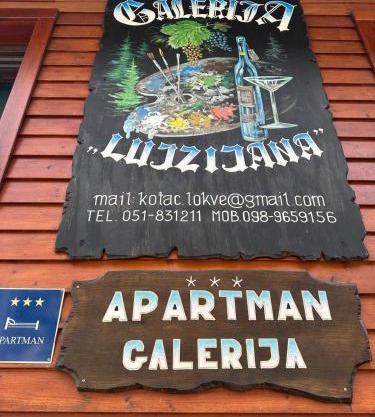 GALERIJA
„LUJZIJANA"
mail: kotac.lokve@gmail.com
TEL. 051-831211 MOB.098-9659156
* * *
APARTMAN
GALERIJA
★★★
APARTMAN